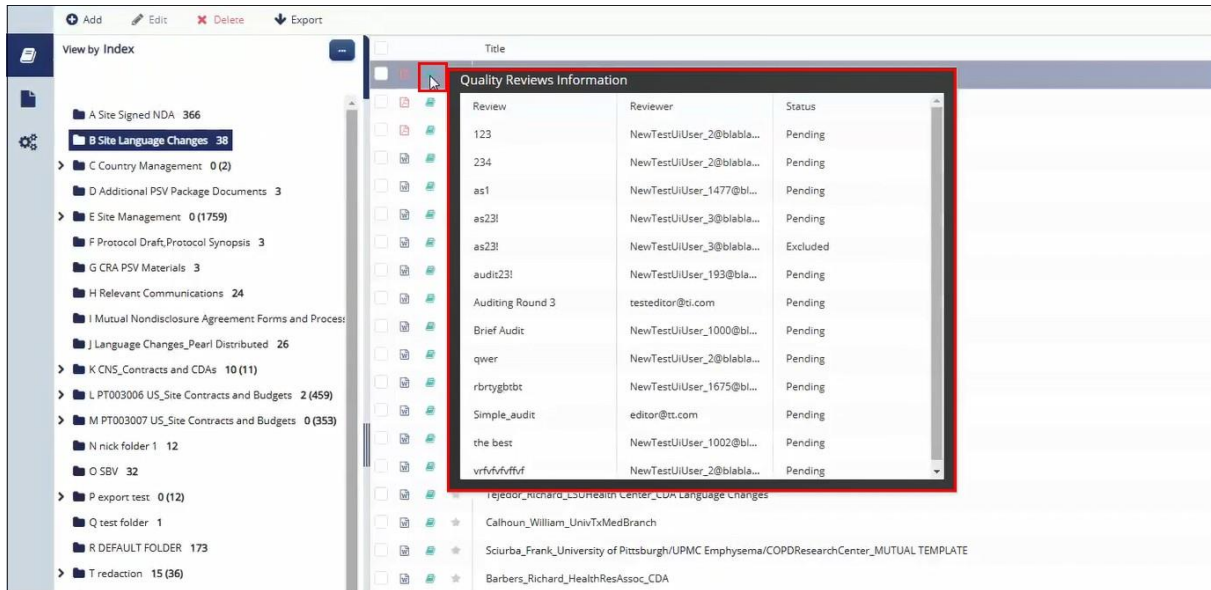 Add Edit Delete Export
View by Index ...
Title
A Site Signed NDA 366
B Site Language Changes 38
C Country Management 0 (2)
D Additional PSV Package Documents 3
E Site Management 0 (1759)
F Protocol Draft,Protocol Synopsis 3
G CRA PSV Materials 3
H Relevant Communications 24
I Mutual Nondisclosure Agreement Forms and Process
J Language Changes_Pearl Distributed 26
K CNS_Contracts and CDAs 10 (11)
L PT003006 US_Site Contracts and Budgets 2 (459)
M PT003007 US_Site Contracts and Budgets 0 (353)
N nick folder 1 12
O SBV 32
P export test 0 (12)
Q test folder 1
R DEFAULT FOLDER 173
T redaction 15 (36)
Quality Reviews Information
Review Reviewer Status
123 NewTestUiUser_2@blabla... Pending
234 NewTestUiUser_2@blabla... Pending
as1 NewTestUiUser_1477@bl... Pending
as23! NewTestUiUser_3@blabla... Pending
as23! NewTestUiUser_3@blabla... Excluded
audit23! NewTestUiUser_193@bla... Pending
Auditing Round 3 testeditor@ti.com Pending
Brief Audit NewTestUiUser_1000@bl... Pending
qwer NewTestUiUser_2@blabla... Pending
rbrtygbtbt NewTestUiUser_1675@bl... Pending
Simple_audit editor@tt.com Pending
the best NewTestUiUser_1002@bl... Pending
vrfvfvfvffvf NewTestUiUser_2@blabla... Pending
Tejedor_Richard_LSUHealth Center_CDA Language Changes
Calhoun_William_UnivTxMedBranch
Sciurba_Frank_University of Pittsburgh/UPMC Emphysema/COPDResearchCenter_MUTUAL TEMPLATE
Barbers_Richard_HealthResAssoc_CDA